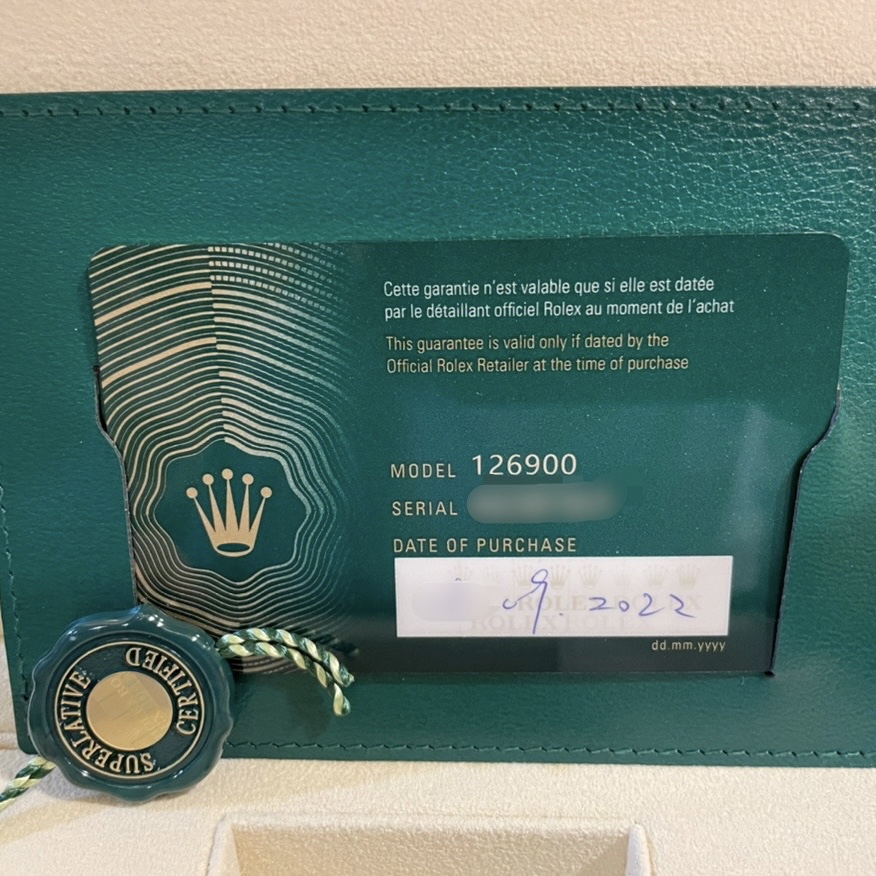 Cette garantie n'est valable que si elle est datée
par le détaillant officiel Rolex au moment de l'achat
This guarantee is valid only if dated by the
Official Rolex Retailer at the time of purchase
MODEL 126900
SERIAL
DATE OF PURCHASE
09. 2022
dd.mm.yyyy
SUPERLATIVE CERTIFIED